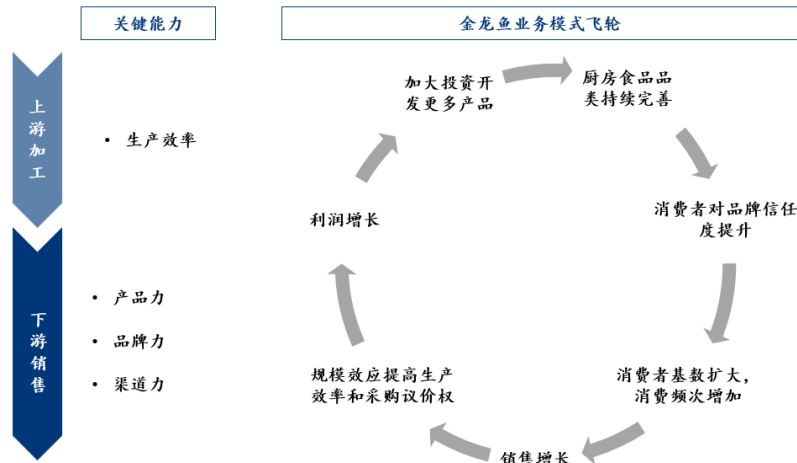 关键能力
金龙鱼业务模式飞轮
上游加工
• 生产效率
下游销售
• 产品力
• 品牌力
• 渠道力
加大投资开
发更多产品
厨房食品品
类持续完善
消费者对品牌信任
度提升
消费者基数扩大,
消费频次增加
销售增长
规模效应提高生产
效率和采购议价权
利润增长